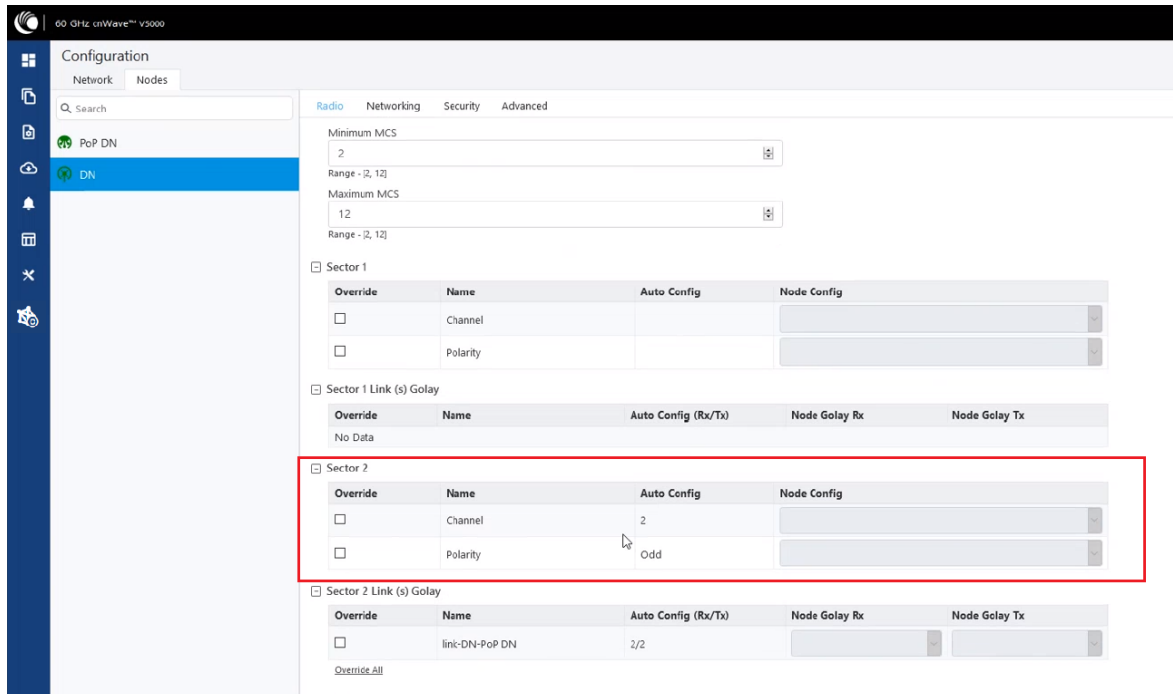 60 GHz cnWave™ V5000
Configuration
Network Nodes
Search
PoP DN
DN
Radio Networking Security Advanced
Minimum MCS
2
Range - [2, 12]
Maximum MCS
12
Range - [2, 12]
Sector 1
Override Name Auto Config Node Config
Channel
Polarity
Sector 1 Link (s) Golay
Override Name Auto Config (Rx/Tx) Node Golay Rx Node Golay Tx
No Data
Sector 2
Override Name Auto Config Node Config
Channel 2
Polarity Odd
Sector 2 Link (s) Golay
Override Name Auto Config (Rx/Tx) Node Golay Rx Node Golay Tx
link-DN-PoP DN 2/2
Override All